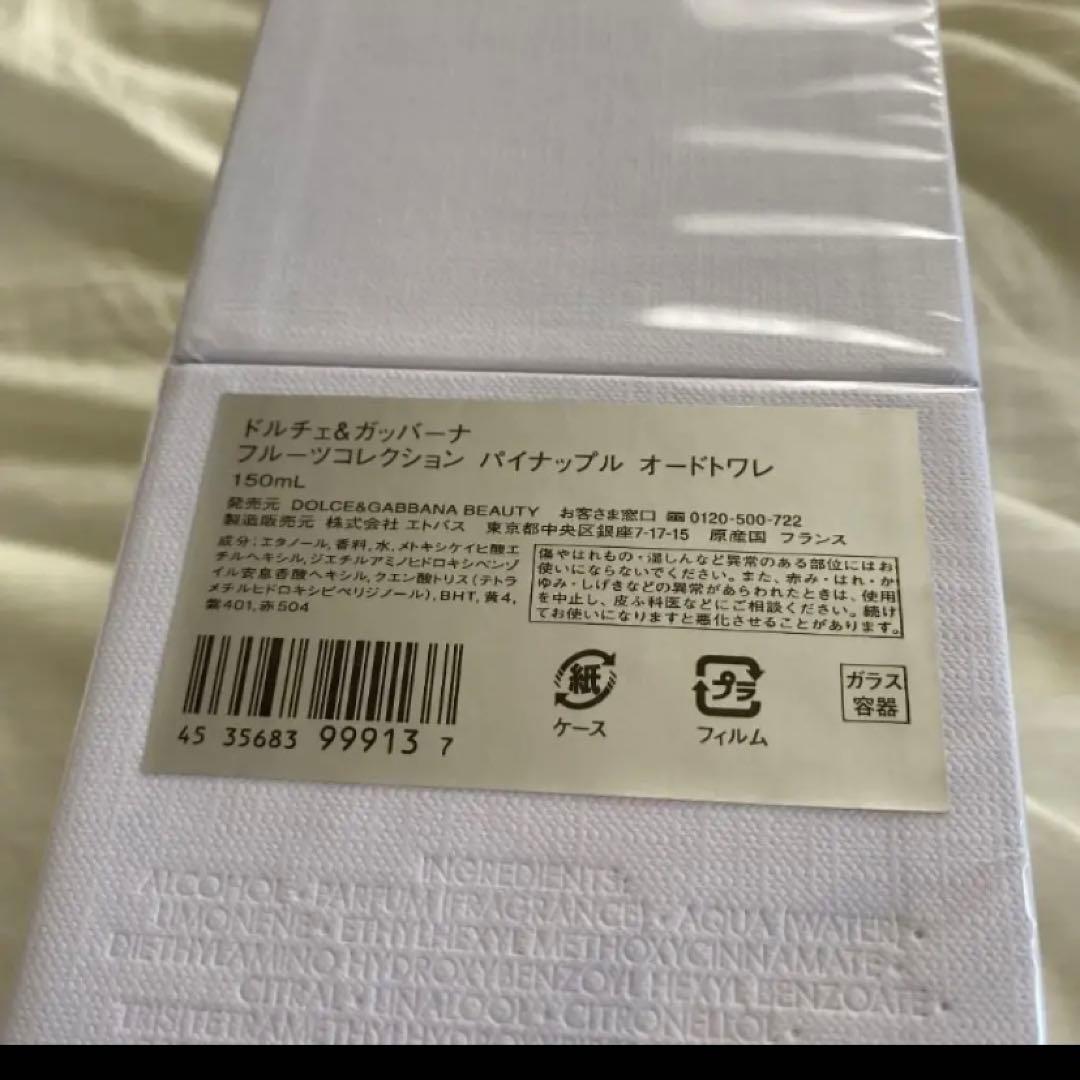 ドルチェ&ガッバーナ
フルーツコレクション パイナップル オードトワレ
150mL
発売元 DOLCE&GABBANA BEAUTY お客さま窓口 0120-500-722
製造販売元 株式会社 エトバス 東京都中央区銀座7-17-15 原産国 フランス
成分;エタノール,香料,水,メトキシケイヒ酸エ
チルヘキシル,ジエチルアミノヒドロキシベンゾ
イル安息香酸ヘキシル,クエン酸トリス(テトラ
メチルヒドロキシピペリジノール),BHT,黄4,
紫401,赤504
傷やはれもの・湿しんなど異常のある部位にはお
使いにならないでください。また、赤み・はれ・か
ゆみ・しげきなどの異常があらわれたときは、使用
を中止し、皮ふ科医などにご相談ください。続け
てお使いになりますと悪化させることがあります。
45 35683 99913 7
紙
ケース
プラ
フィルム
ガラス
容器
INGREDIENTS:
ALCOHOL • PARFUM (FRAGRANCE) • AQUA (WATER) •
LIMONENE • ETHYLHEXYL METHOXYCINNAMATE •
DIETHYLAMINO HYDROXYBENZOYL HEXYL BENZOATE •
CITRAL • LINALOOL • CITRONELLOL •